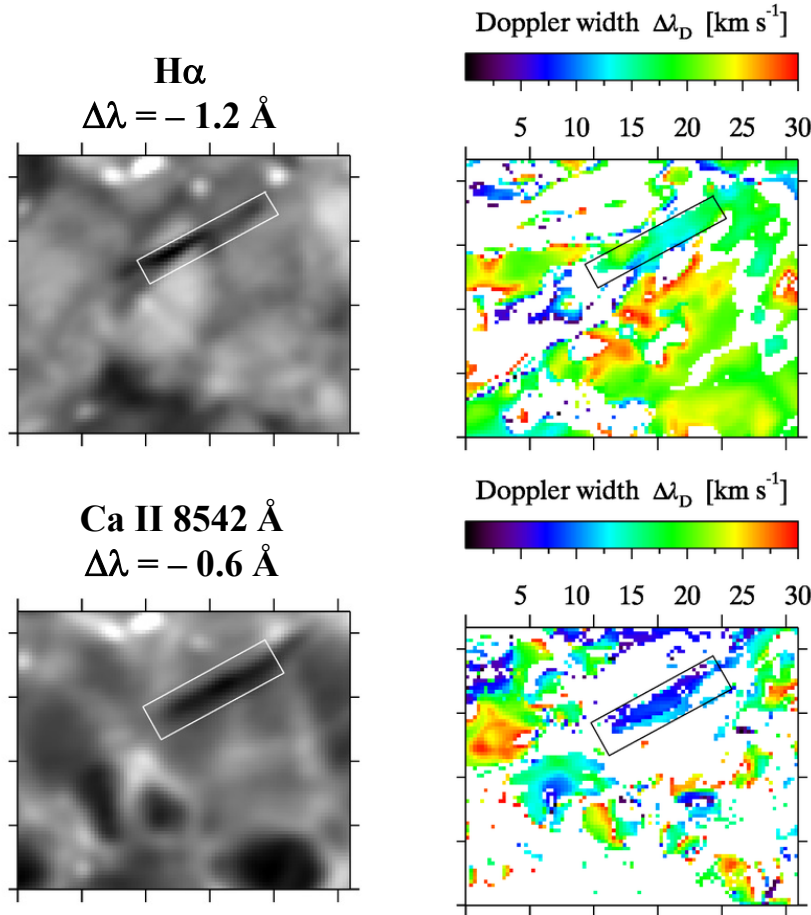 Doppler width Δλ_D [km s⁻¹]
Hα
Δλ = – 1.2 Å
5 10 15 20 25 30
Doppler width Δλ_D [km s⁻¹]
Ca II 8542 Å
Δλ = – 0.6 Å
5 10 15 20 25 30